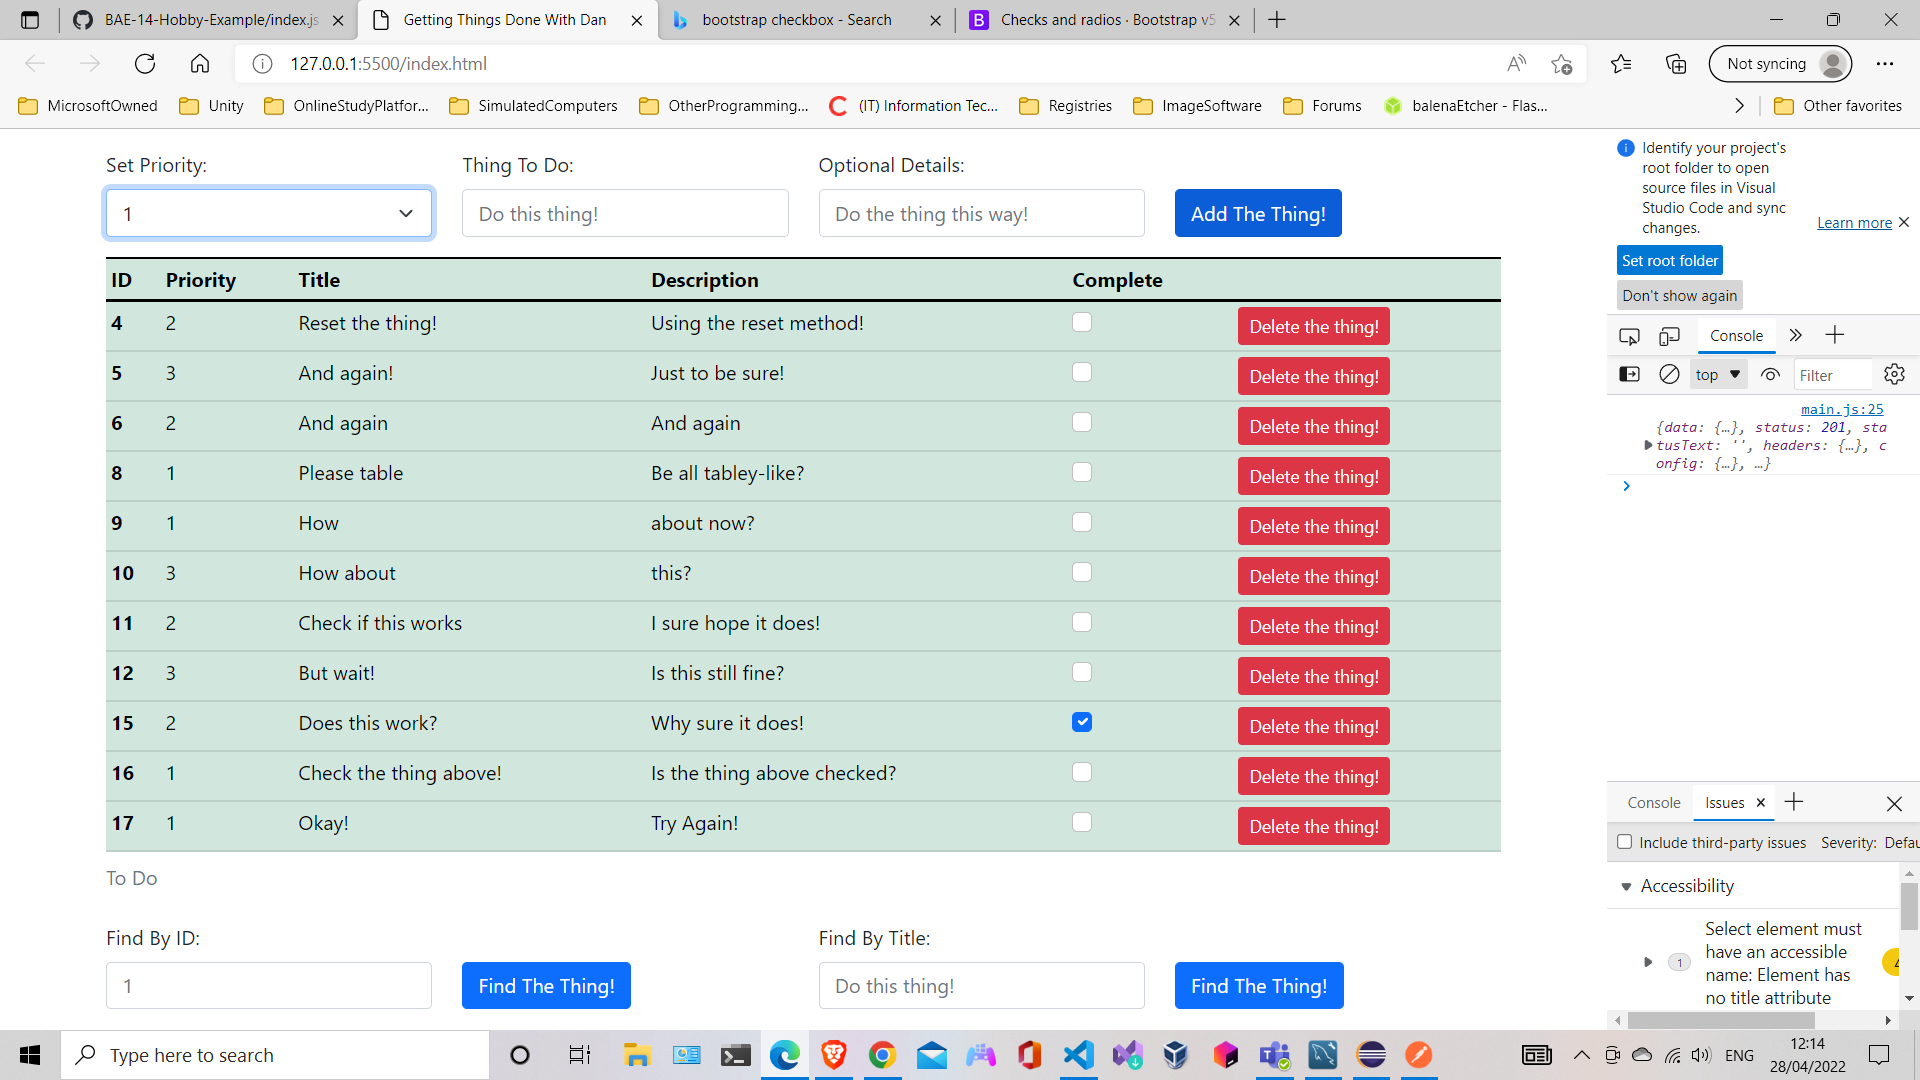 BAE-14-Hobby-Example/index.js
Getting Things Done With Dan
bootstrap checkbox - Search
Checks and radios · Bootstrap v5
127.0.0.1:5500/index.html
Not syncing
MicrosoftOwned
Unity
OnlineStudyPlatfor...
SimulatedComputers
OtherProgramming...
(IT) Information Tec...
Registries
ImageSoftware
Forums
balenaEtcher - Flas...
Other favorites
Set Priority:
Thing To Do:
Optional Details:
1
Do this thing!
Do the thing this way!
Add The Thing!
ID Priority Title Description Complete
4 2 Reset the thing! Using the reset method! Delete the thing!
5 3 And again! Just to be sure! Delete the thing!
6 2 And again And again Delete the thing!
8 1 Please table Be all tabley-like? Delete the thing!
9 1 How about now? Delete the thing!
10 3 How about this? Delete the thing!
11 2 Check if this works I sure hope it does! Delete the thing!
12 3 But wait! Is this still fine? Delete the thing!
15 2 Does this work? Why sure it does! Delete the thing!
16 1 Check the thing above! Is the thing above checked? Delete the thing!
17 1 Okay! Try Again! Delete the thing!
To Do
Find By ID:
Find By Title:
1
Find The Thing!
Do this thing!
Find The Thing!
Identify your project's
root folder to open
source files in Visual
Studio Code and sync
changes.
Learn more
Set root folder
Don't show again
Console
top
Filter
main.js:25
{data: {…}, status: 201, sta
tusText: '', headers: {…}, c
onfig: {…}, …}
Console
Issues
Include third-party issues
Severity: Defau
Accessibility
1
Select element must
have an accessible
name: Element has
no title attribute
Type here to search
ENG
12:14
28/04/2022